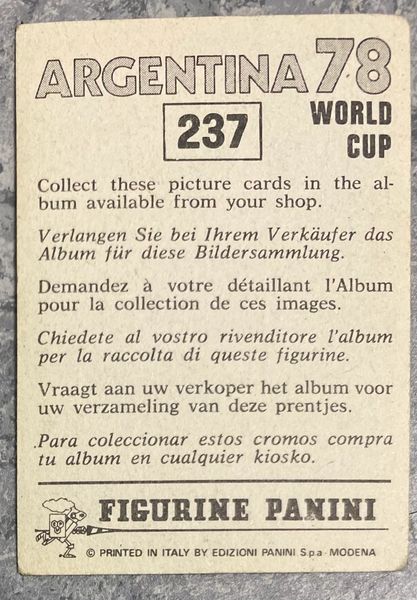 ARGENTINA 78
237
WORLD
CUP
Collect these picture cards in the al-
bum available from your shop.
Verlangen Sie bei Ihrem Verkäufer das
Album für diese Bildersammlung.
Demandez à votre détaillant l'Album
pour la collection de ces images.
Chiedete al vostro rivenditore l'album
per la raccolta di queste figurine.
Vraagt aan uw verkoper het album voor
uw verzameling van deze prentjes.
Para coleccionar estos cromos compra
tu album en cualquier kiosko.
FIGURINE PANINI
© PRINTED IN ITALY BY EDIZIONI PANINI S.p.a - MODENA